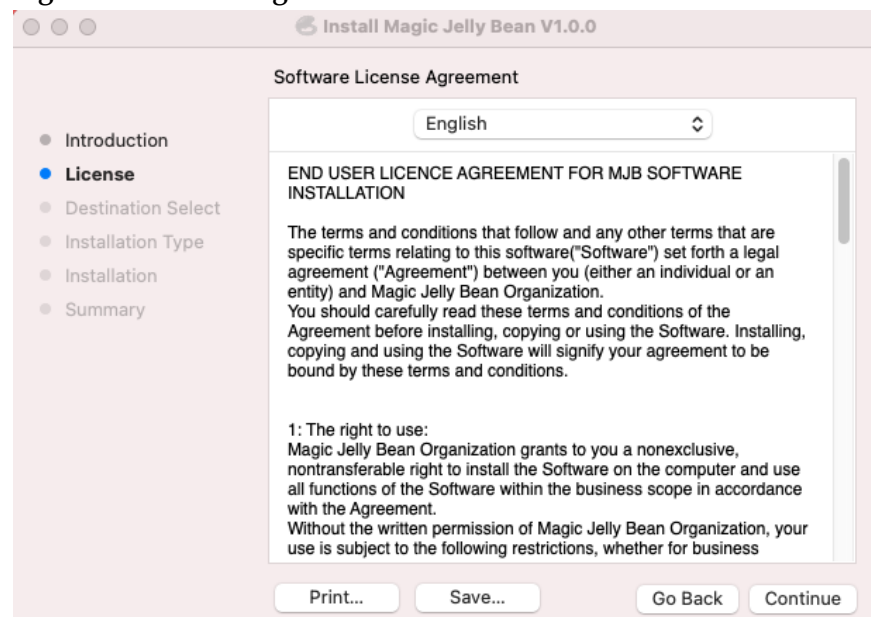 Install Magic Jelly Bean V1.0.0
Software License Agreement
Introduction
License
Destination Select
Installation Type
Installation
Summary
English
END USER LICENCE AGREEMENT FOR MJB SOFTWARE
INSTALLATION
The terms and conditions that follow and any other terms that are
specific terms relating to this software("Software") set forth a legal
agreement ("Agreement") between you (either an individual or an
entity) and Magic Jelly Bean Organization.
You should carefully read these terms and conditions of the
Agreement before installing, copying or using the Software. Installing,
copying and using the Software will signify your agreement to be
bound by these terms and conditions.
1: The right to use:
Magic Jelly Bean Organization grants to you a nonexclusive,
nontransferable right to install the Software on the computer and use
all functions of the Software within the business scope in accordance
with the Agreement.
Without the written permission of Magic Jelly Bean Organization, your
use is subject to the following restrictions, whether for business
Print...
Save...
Go Back
Continue